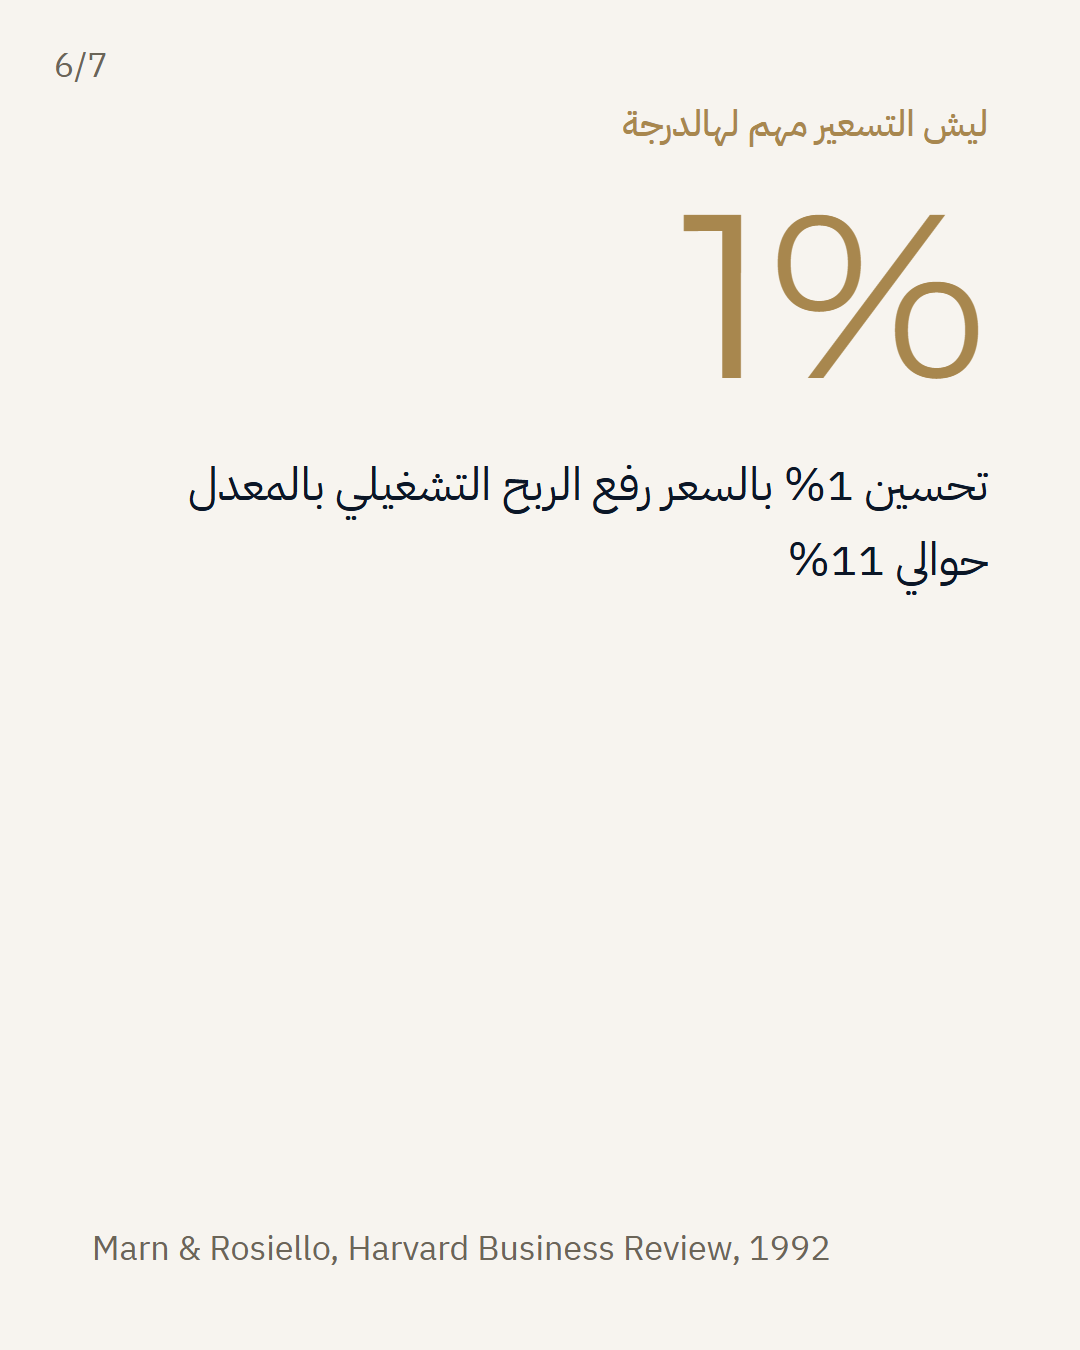 6/7
ليش التسعير مهم لهالدرجة
1%
تحسين 1% بالسعر رفع الربح التشغيلي بالمعدل
حوالي 11%
Marn & Rosiello, Harvard Business Review, 1992